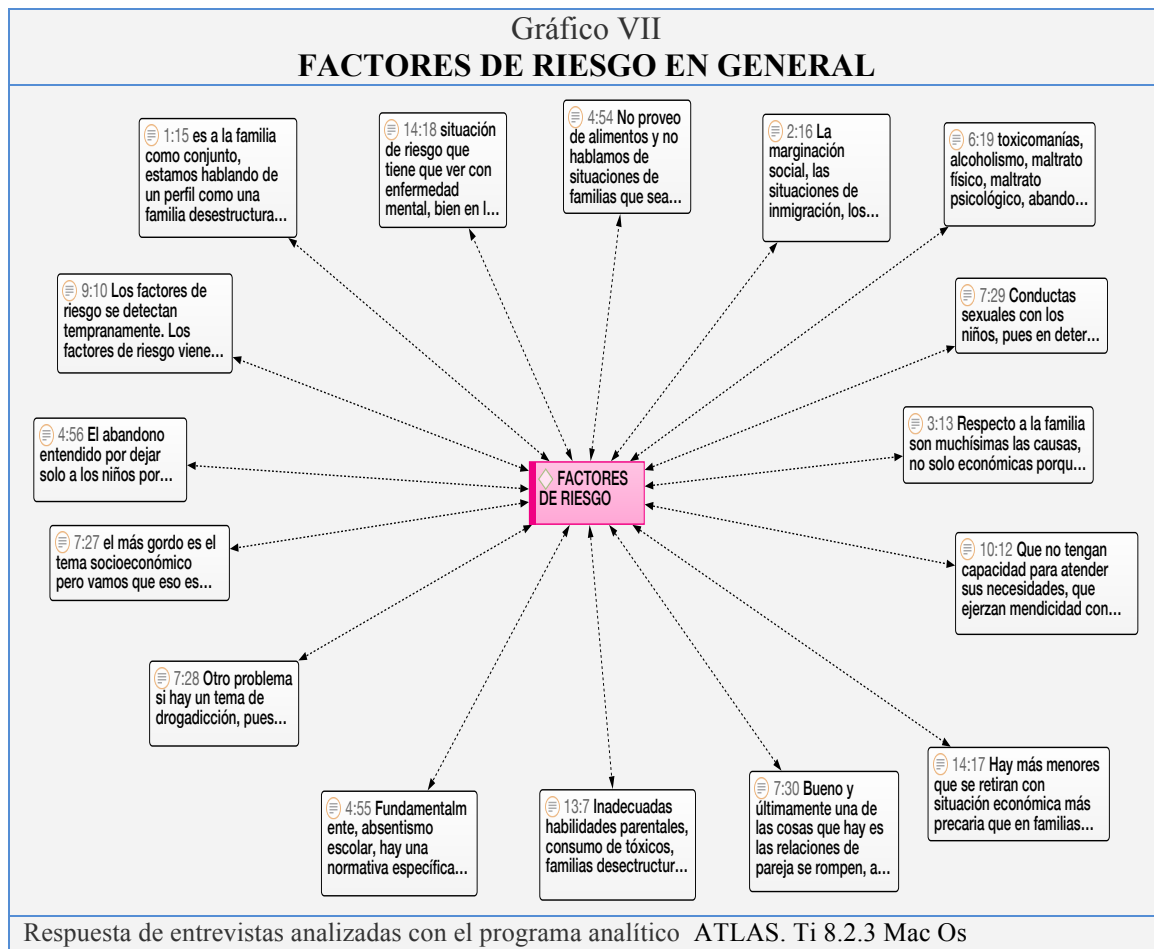 Gráfico VII
FACTORES DE RIESGO EN GENERAL
1:15 es a la familia
como conjunto,
estamos hablando de
un perfil como una
familia desestructura...
14:18 situación
de riesgo que
tiene que ver con
enfermedad
mental, bien en l...
4:54 No proveo
de alimentos y no
hablamos de
situaciones de
familias que sea...
2:16 La
marginación
social, las
situaciones de
inmigración, los...
6:19 toxicomanías,
alcoholismo, maltrato
físico, maltrato
psicológico, abando...
9:10 Los factores de
riesgo se detectan
tempranamente. Los
factores de riesgo viene...
7:29 Conductas
sexuales con los
niños, pues en deter...
4:56 El abandono
entendido por dejar
solo a los niños por...
3:13 Respecto a la familia
son muchísimas las causas,
no solo económicas porqu...
FACTORES
DE RIESGO
7:27 el más gordo es el
tema socioeconómico
pero vamos que eso es...
10:12 Que no tengan
capacidad para atender
sus necesidades, que
ejerzan mendicidad con...
7:28 Otro problema
si hay un tema de
drogadicción, pues...
4:55 Fundamentalm
ente, absentismo
escolar, hay una
normativa específica...
13:7 Inadecuadas
habilidades parentales,
consumo de tóxicos,
familias desectructur...
7:30 Bueno y
últimamente una de
las cosas que hay es
las relaciones de
pareja se rompen, a...
14:17 Hay más menores
que se retiran con
situación económica más
precaria que en familias...
Respuesta de entrevistas analizadas con el programa analítico ATLAS. Ti 8.2.3 Mac Os